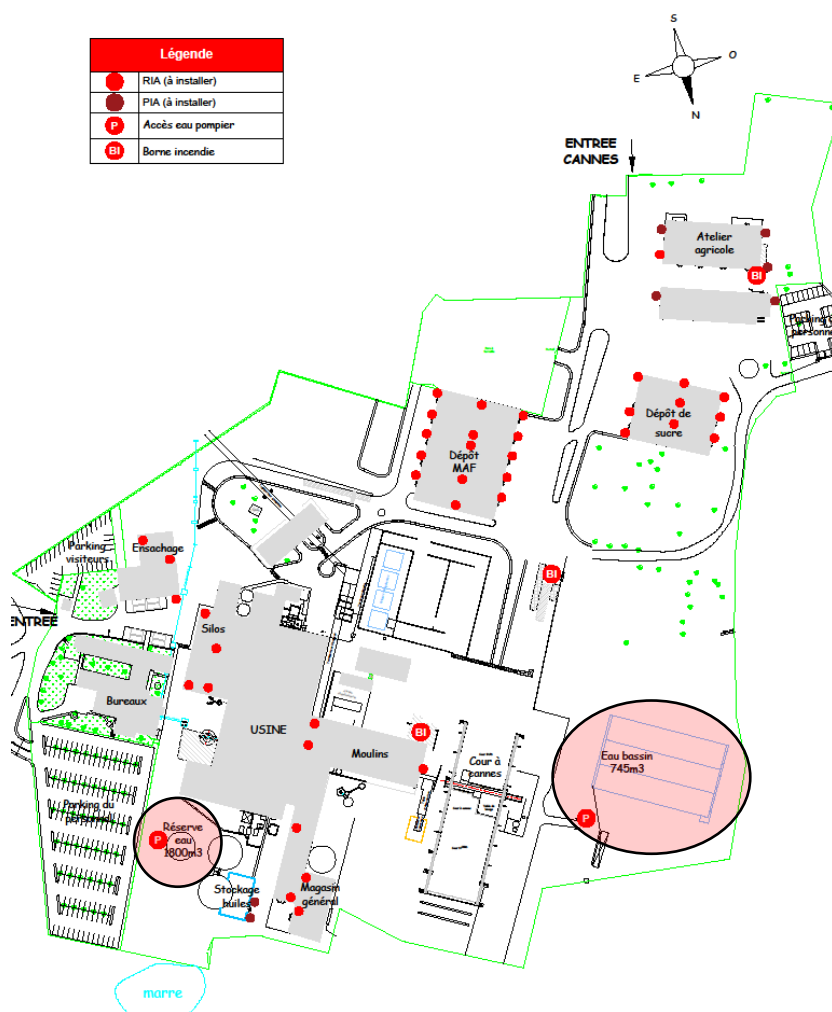 S
O
E
N
Légende
RIA (à installer)
PIA (à installer)
P
Accès eau pompier
BI
Borne incendie
ENTREE
CANNES
Atelier
agricole
BI
Parking
personne
Dépôt de
sucre
Dépôt
MAF
Parking
visiteurs
Ensachage
ENTREE
BI
Silos
Bureaux
USINE
BI
Moulins
Cour à
cannes
Eau bassin
745m3
P
Parking du
personnel
P
Réserve
eau
1800m3
Stockage
huiles
Magasin
général
marre